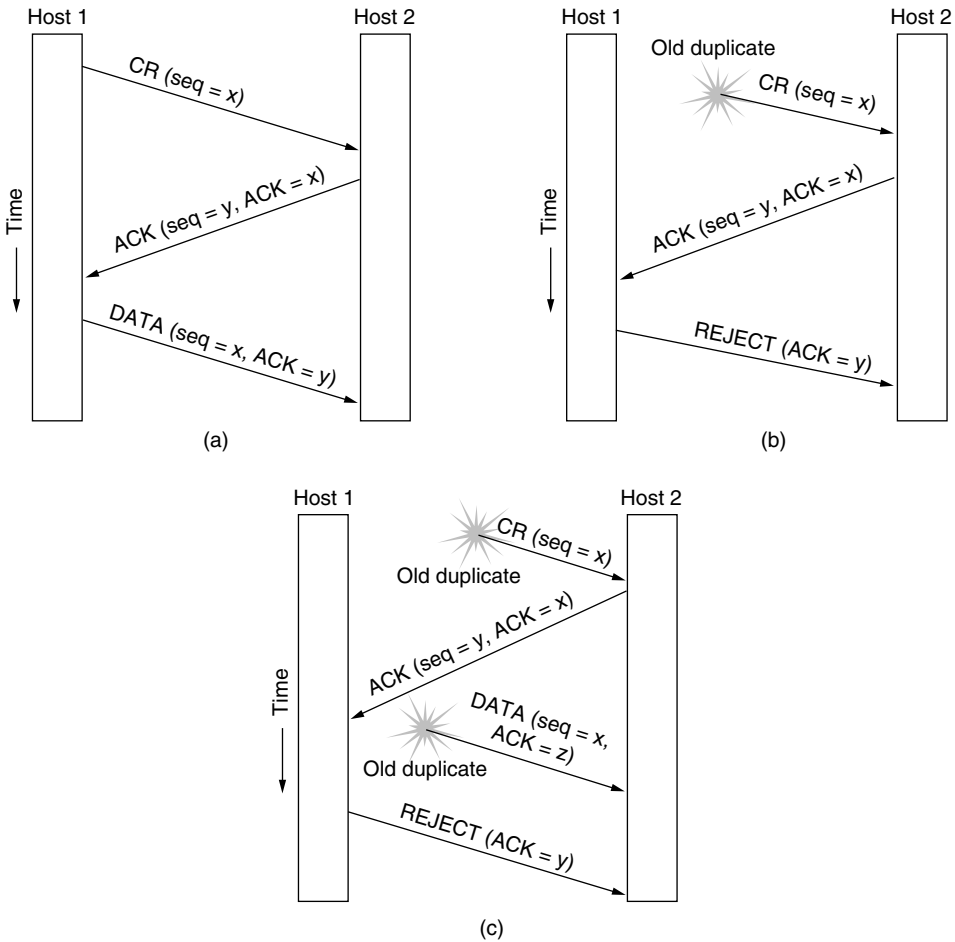 Host 1
Host 2
CR (seq = x)
ACK (seq = y, ACK = x)
DATA (seq = x, ACK = y)
Time
(a)
Host 1
Host 2
Old duplicate
CR (seq = x)
ACK (seq = y, ACK = x)
REJECT (ACK = y)
Time
(b)
Host 1
Host 2
CR (seq = x)
Old duplicate
ACK (seq = y, ACK = x)
DATA (seq = x,
ACK = z)
Old duplicate
REJECT (ACK = y)
Time
(c)